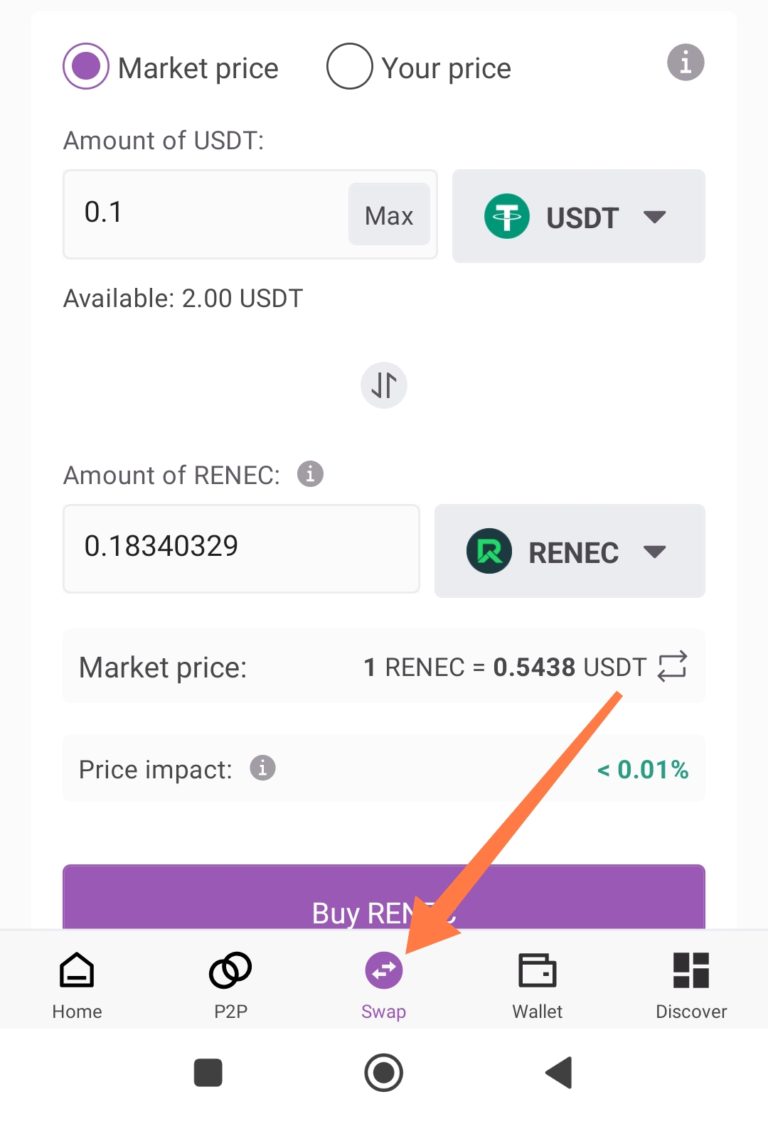 Market price Your price
Amount of USDT:
0.1 Max USDT
Available: 2.00 USDT
Amount of RENEC:
0.18340329 RENEC
Market price: 1 RENEC = 0.5438 USDT
Price impact: < 0.01%
Buy RENEC
Home P2P Swap Wallet Discover